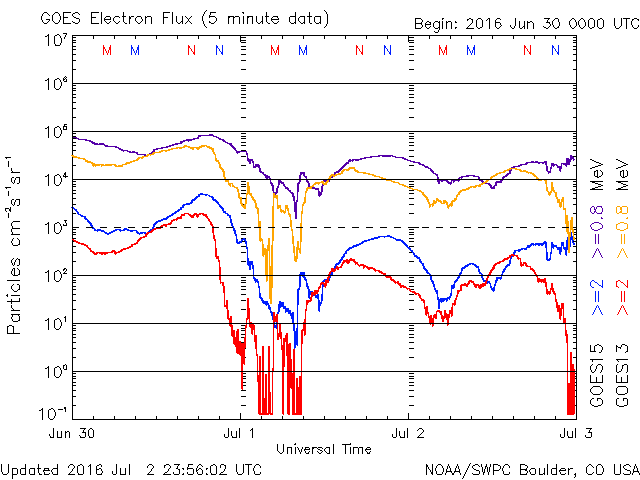 GOES Electron Flux (5 minute data)
Begin: 2016 Jun 30 0000 UTC
10⁷
10⁶
10⁵
10⁴
10³
10²
10¹
10⁰
10⁻¹
M M N N M M N N M M N N
Particles cm⁻²s⁻¹sr⁻¹
Jun 30 Jul 1 Jul 2 Jul 3
Universal Time
GOES15 >=2 >=0.8 MeV
GOES13 >=2 >=0.8 MeV
Updated 2016 Jul 2 23:56:02 UTC
NOAA/SWPC Boulder, CO USA